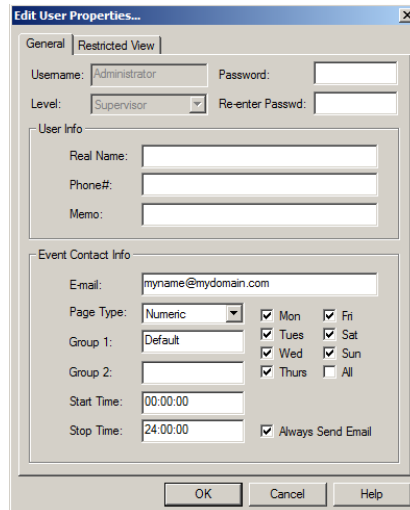 Edit User Properties...
General Restricted View
Username: Administrator Password:
Level: Supervisor Re-enter Passwd:
User Info
Real Name:
Phone#:
Memo:
Event Contact Info
E-mail: myname@mydomain.com
Page Type: Numeric Mon Fri
Group 1: Default Tues Sat
Wed Sun
Group 2: Thurs All
Start Time: 00:00:00
Stop Time: 24:00:00 Always Send Email
OK Cancel Help